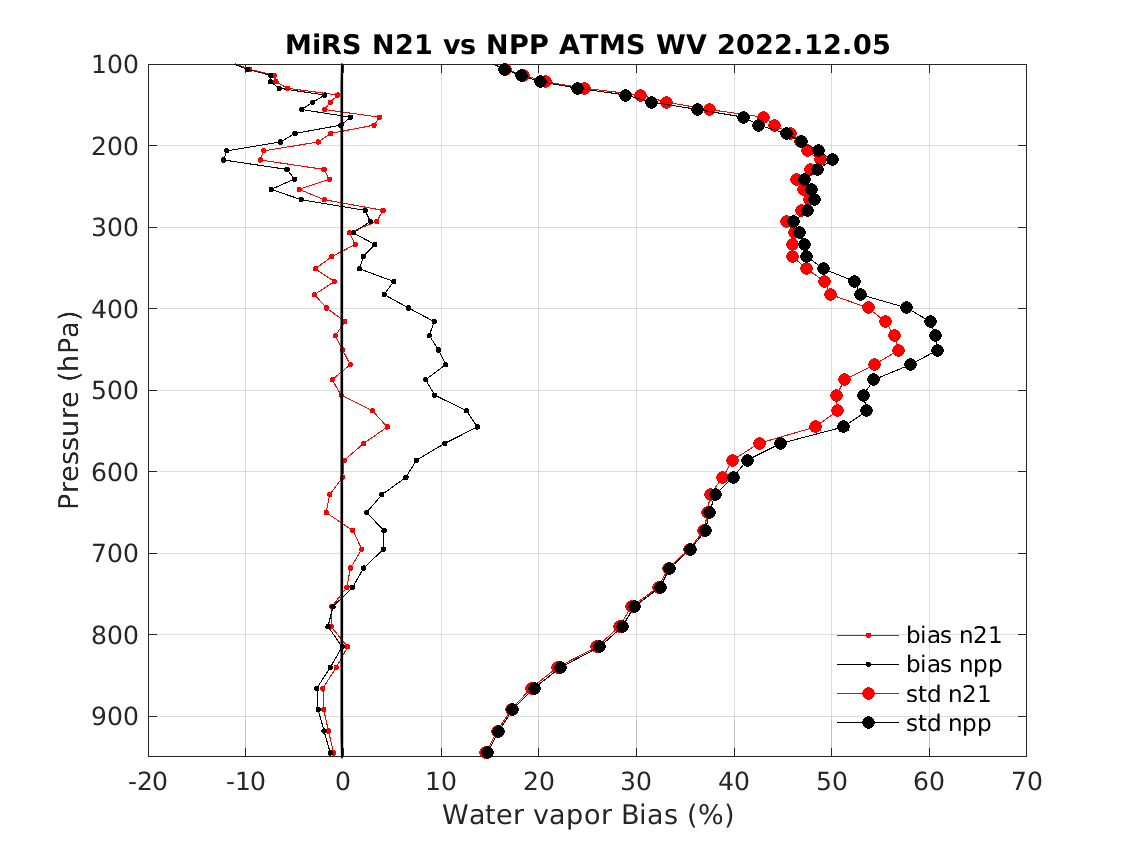 MiRS N21 vs NPP ATMS WV 2022.12.05
100
200
300
400
500
600
700
800
900
Pressure (hPa)
bias n21
bias npp
std n21
std npp
-20 -10 0 10 20 30 40 50 60 70
Water vapor Bias (%)